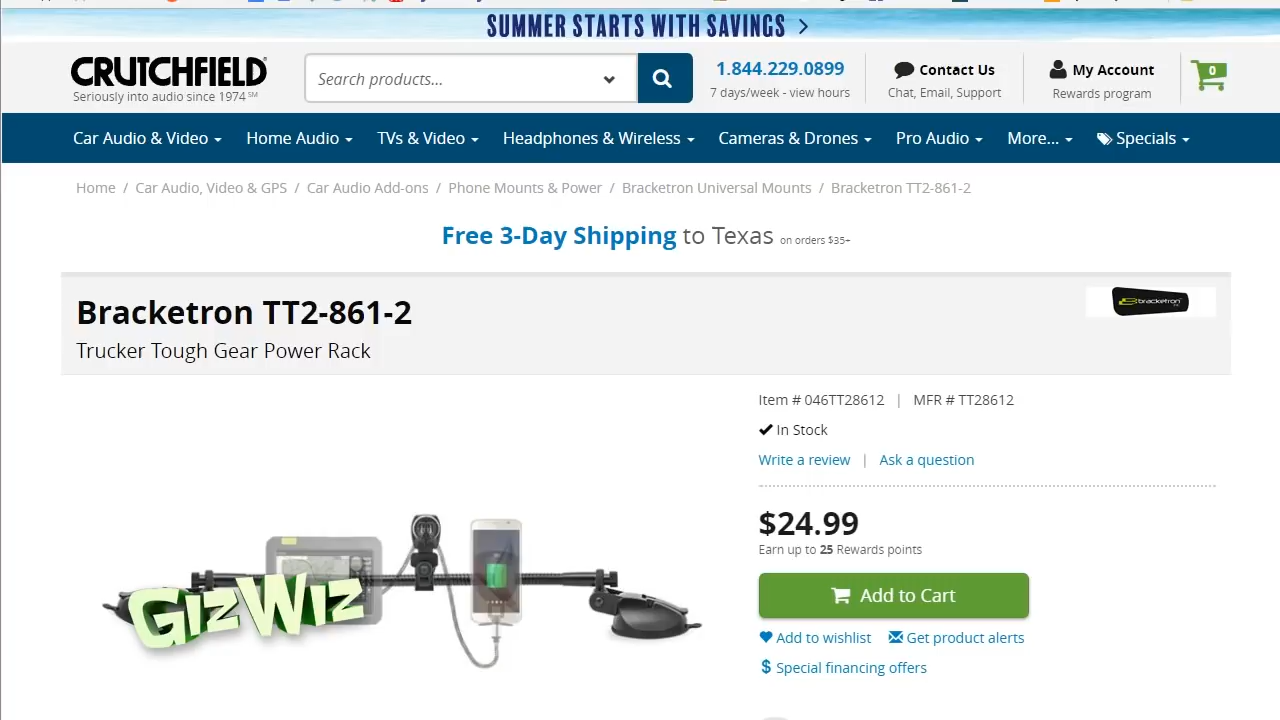 SUMMER STARTS WITH SAVINGS >
CRUTCHFIELD
Seriously into audio since 1974 SM
Search products...
1.844.229.0899
7 days/week - view hours
Contact Us
Chat, Email, Support
My Account
Rewards program
0
Car Audio & Video Home Audio TVs & Video Headphones & Wireless Cameras & Drones Pro Audio More... Specials
Home / Car Audio, Video & GPS / Car Audio Add-ons / Phone Mounts & Power / Bracketron Universal Mounts / Bracketron TT2-861-2
Free 3-Day Shipping to Texas on orders $35+
Bracketron TT2-861-2
bracketron
Trucker Tough Gear Power Rack
Item # 046TT28612 | MFR # TT28612
In Stock
Write a review | Ask a question
$24.99
Earn up to 25 Rewards points
Add to Cart
Add to wishlist Get product alerts
$ Special financing offers
GizWiz